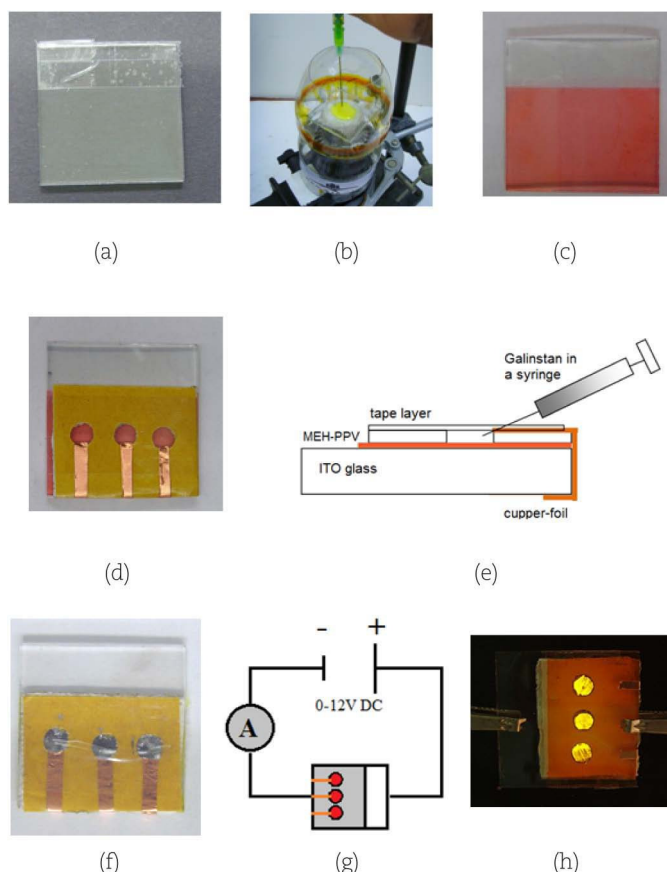 (a)
(b)
(c)
Galinstan in
a syringe
tape layer
MEH-PPV
ITO glass
cupper-foil
(d)
(e)
- +
0-12V DC
A
(f)
(g)
(h)